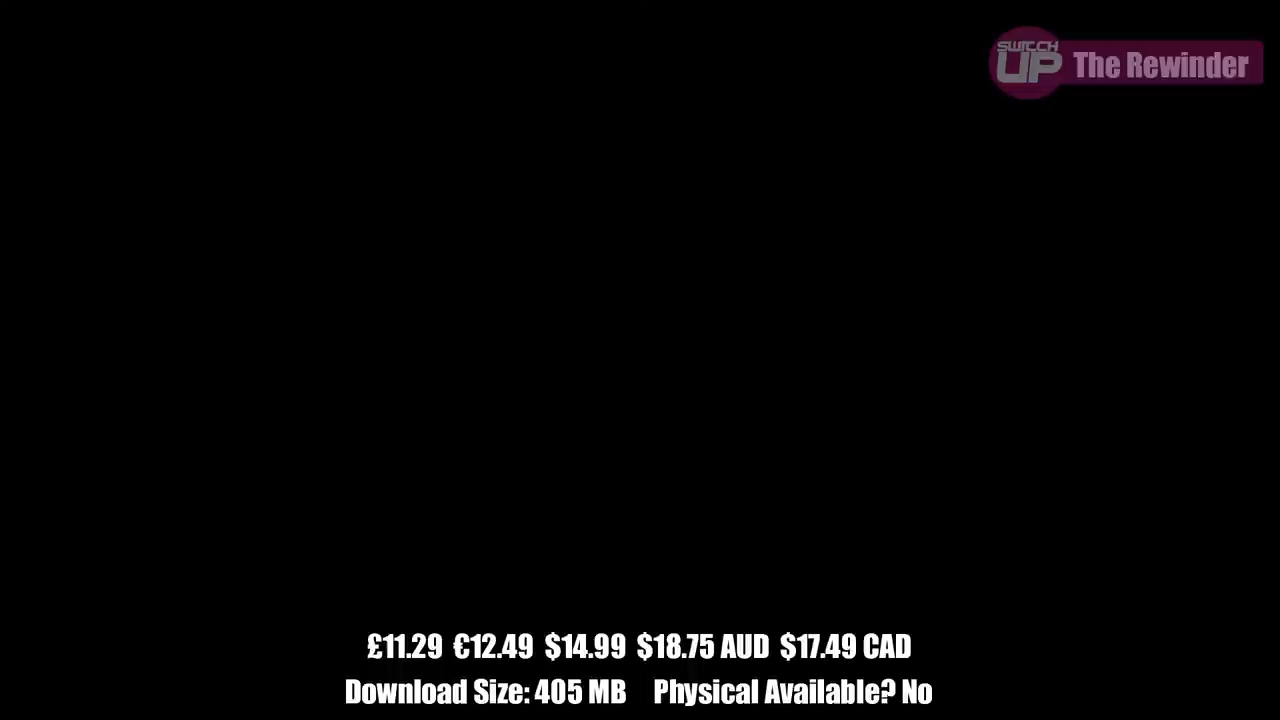 SWITCH
UP The Rewinder
£11.29 €12.49 $14.99 $18.75 AUD $17.49 CAD
Download Size: 405 MB Physical Available? No